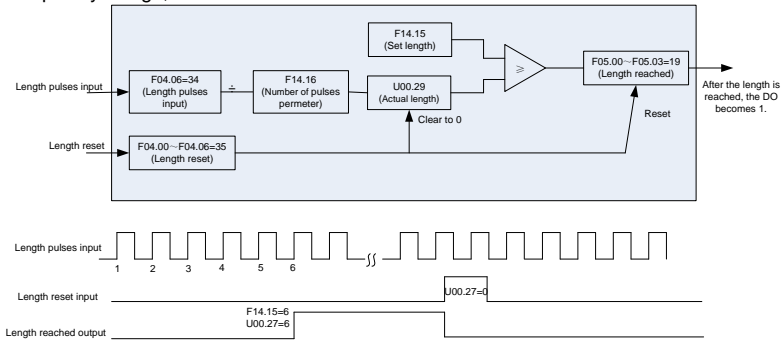 F14.15
(Set length)
F05.00～F05.03=19
(Length reached)
Length pulses input
F04.06=34
(Length pulses
input)
÷
F14.16
(Number of pulses
permeter)
U00.29
(Actual length)
≥
After the length is
reached, the DO
becomes 1.
Clear to 0
Reset
Length reset
F04.00～F04.06=35
(Length reset)
Length pulses input
1 2 3 4 5 6
Length reset input
U00.27=0
F14.15=6
U00.27=6
Length reached output